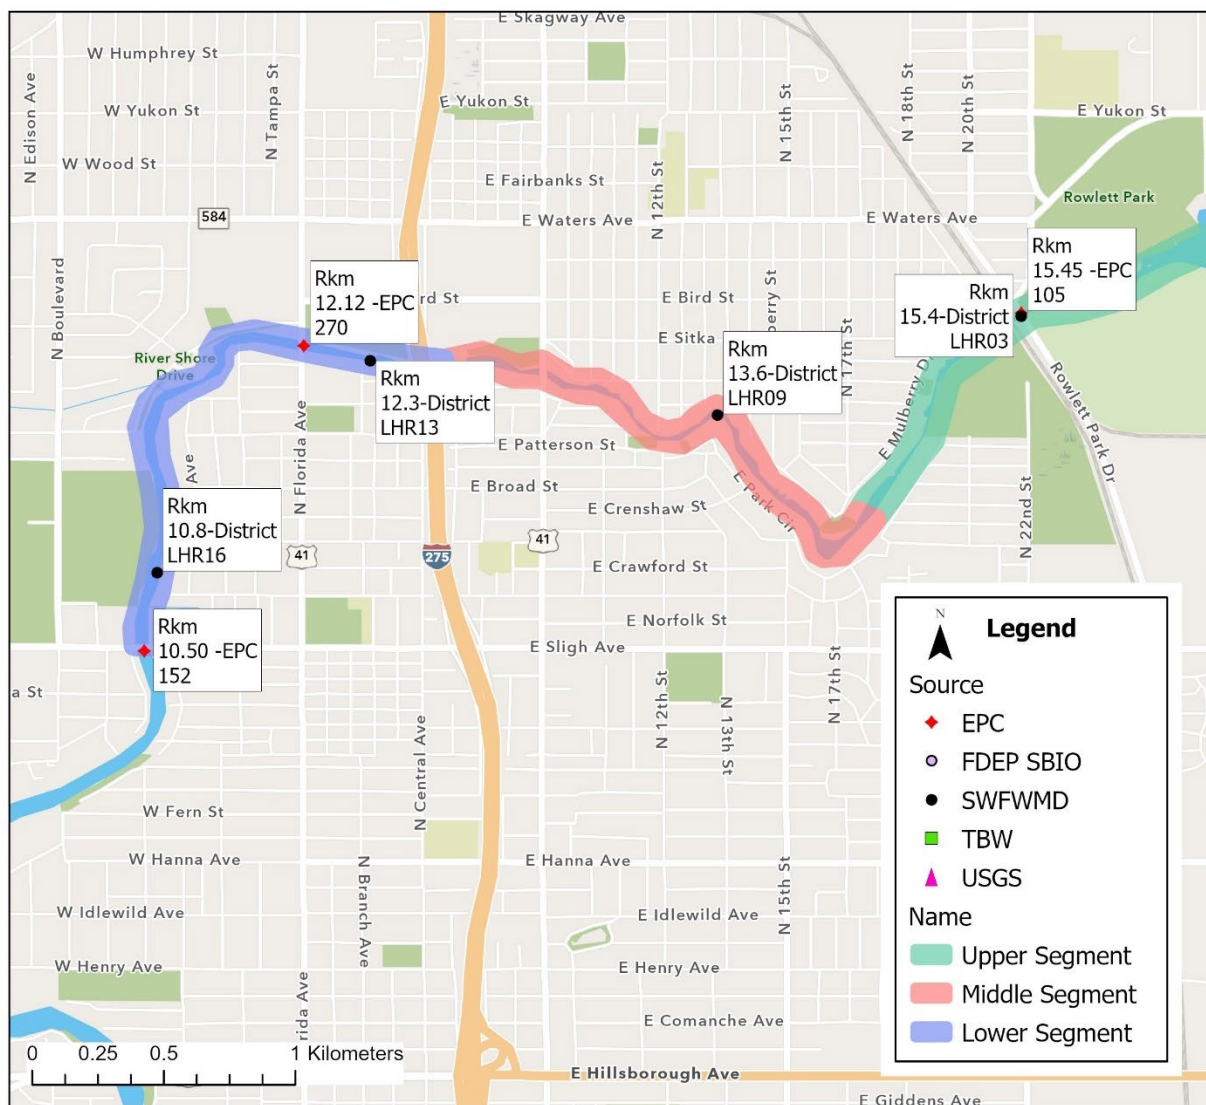 E Skagway Ave
W Humphrey St
N Edison Ave
N Tampa St
W Yukon St
E Yukon St
N 15th St
N 18th St
N 20th St
E Yukon St
W Wood St
E Fairbanks St
N 12th St
Rowlett Park
584
E Waters Ave
E Waters Ave
N Boulevard
Rkm
12.12 -EPC
270
rd St
E Bird St
E Sitka
berry St
N 17th St
Rkm
15.4-District
LHR03
Rkm
15.45 -EPC
105
River Shore
Drive
Rkm
12.3-District
LHR13
Rkm
13.6-District
LHR09
E Mulberry Dr
Rowlett Park Dr
E Patterson St
Ave
N Florida Ave
E Broad St
E Park Cir
E Crenshaw St
N 22nd St
Rkm
10.8-District
LHR16
41
275
41
E Crawford St
E Norfolk St
Rkm
10.50 -EPC
152
E Sligh Ave
a St
N 12th St
N 13th St
N 17th St
N Central Ave
W Fern St
W Hanna Ave
E Hanna Ave
N Branch Ave
N 15th St
W Idlewild Ave
E Idlewild Ave
W Henry Ave
E Henry Ave
rida Ave
E Comanche Ave
0 0.25 0.5 1 Kilometers
E Hillsborough Ave
E Giddens Ave
N
Legend
Source
EPC
FDEP SBIO
SWFWMD
TBW
USGS
Name
Upper Segment
Middle Segment
Lower Segment